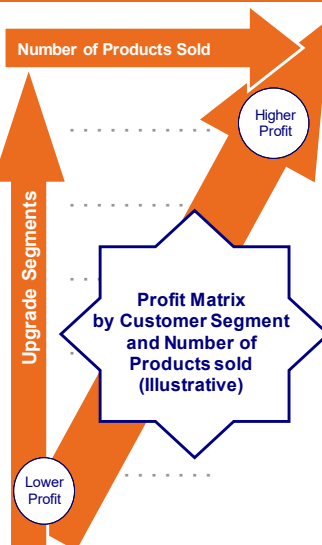 Number of Products Sold
Higher
Profit
Upgrade Segments
Profit Matrix
by Customer Segment
and Number of
Products sold
(Illustrative)
Lower
Profit